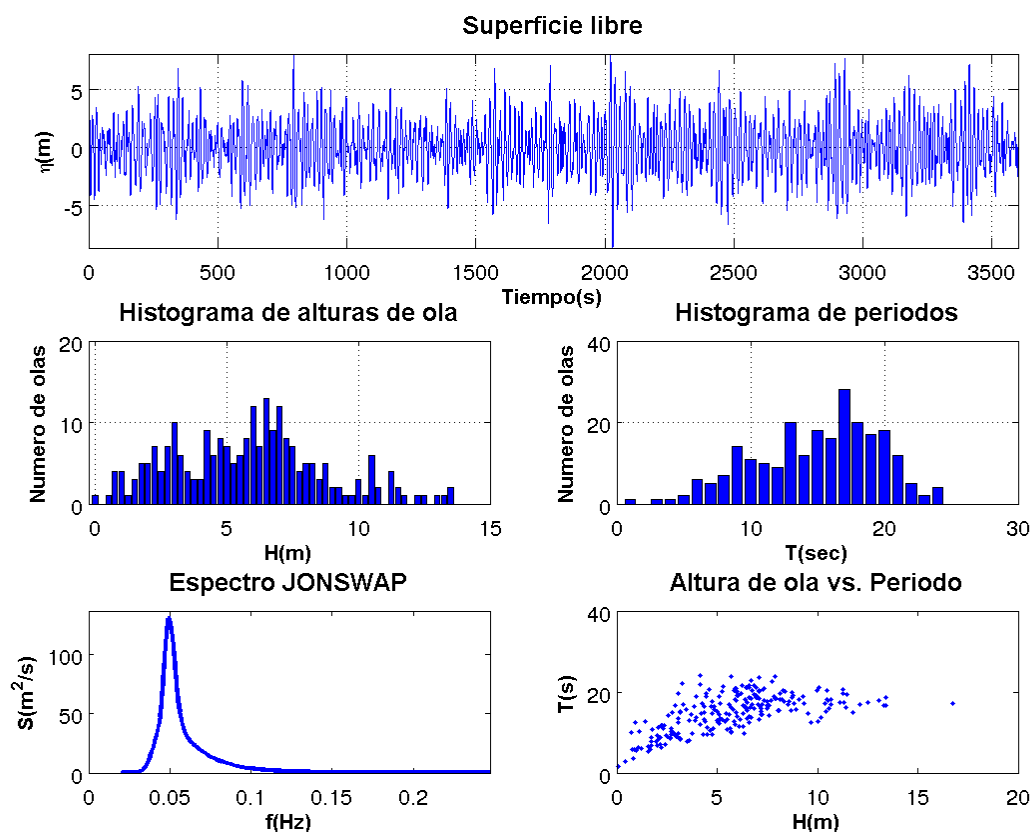 Superficie libre
η(m)
5
0
-5
0 500 1000 1500 2000 2500 3000 3500
Tiempo(s)
Histograma de alturas de ola
Numero de olas
20
10
0
0 5 10 15
H(m)
Histograma de periodos
Numero de olas
40
20
0
0 10 20 30
T(sec)
Espectro JONSWAP
S(m²/s)
100
50
0
0 0.05 0.1 0.15 0.2
f(Hz)
Altura de ola vs. Periodo
T(s)
40
20
0
0 5 10 15 20
H(m)